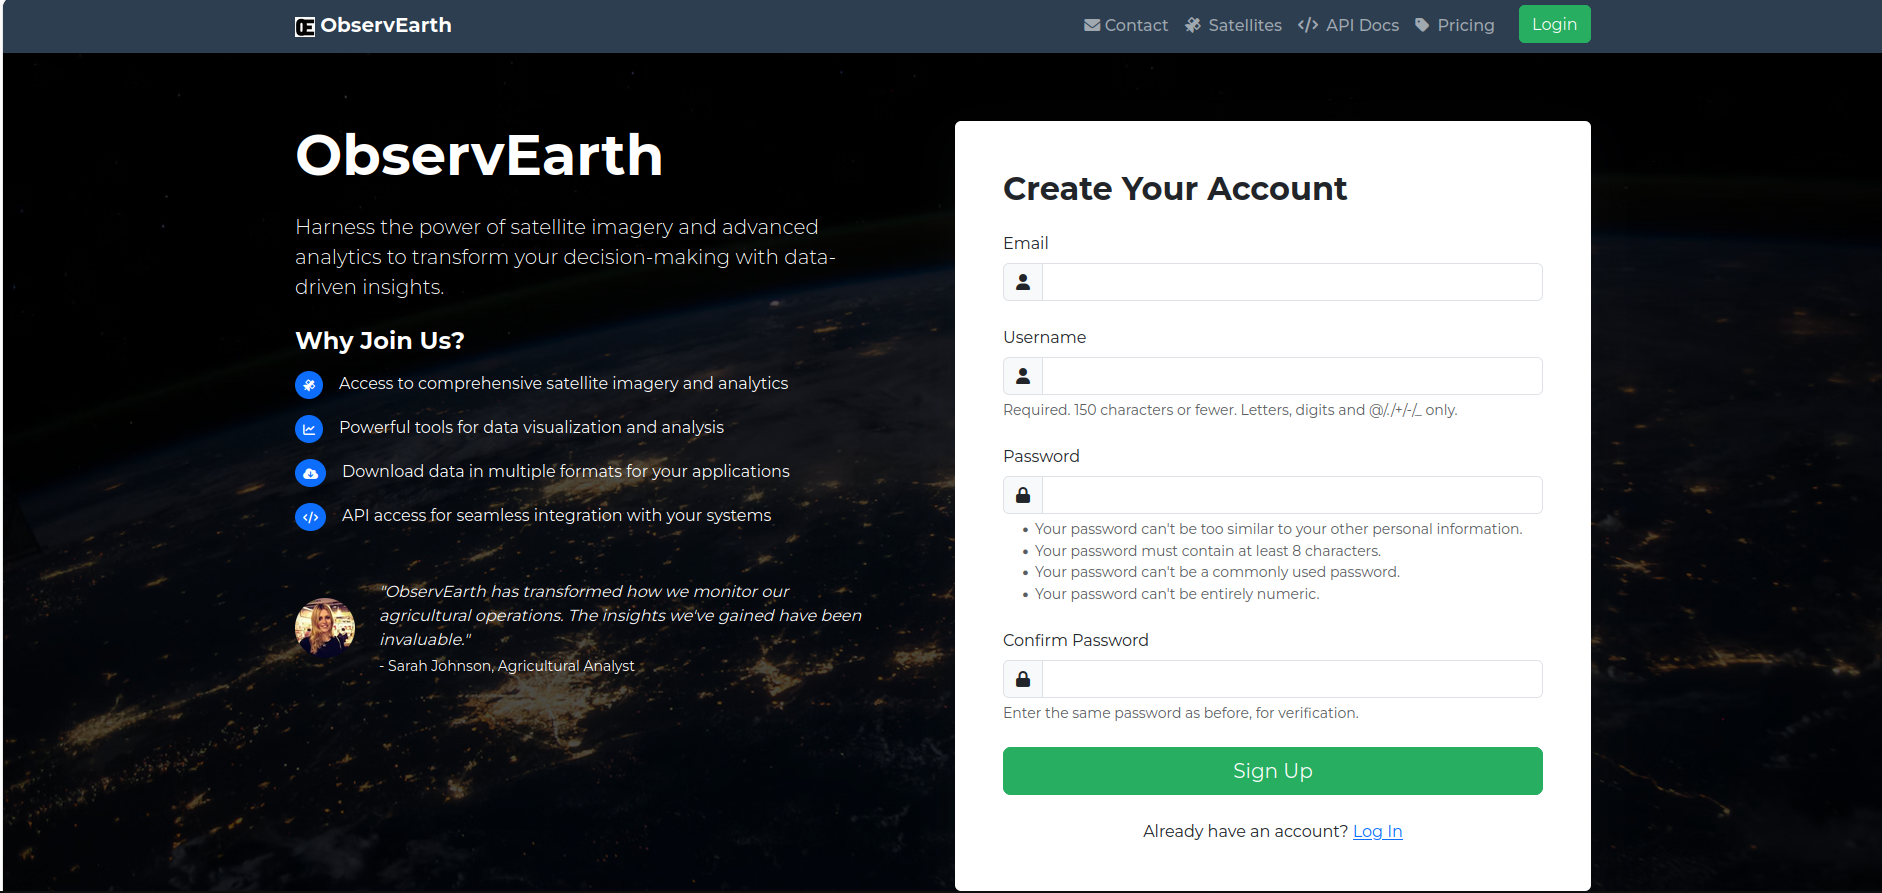 ObservEarth
Contact Satellites API Docs Pricing Login
ObservEarth
Harness the power of satellite imagery and advanced
analytics to transform your decision-making with data-
driven insights.
Why Join Us?
Access to comprehensive satellite imagery and analytics
Powerful tools for data visualization and analysis
Download data in multiple formats for your applications
API access for seamless integration with your systems
"ObservEarth has transformed how we monitor our
agricultural operations. The insights we've gained have been
invaluable."
- Sarah Johnson, Agricultural Analyst
Create Your Account
Email
Username
Required. 150 characters or fewer. Letters, digits and @/./+/-/_ only.
Password
• Your password can't be too similar to your other personal information.
• Your password must contain at least 8 characters.
• Your password can't be a commonly used password.
• Your password can't be entirely numeric.
Confirm Password
Enter the same password as before, for verification.
Sign Up
Already have an account? Log In